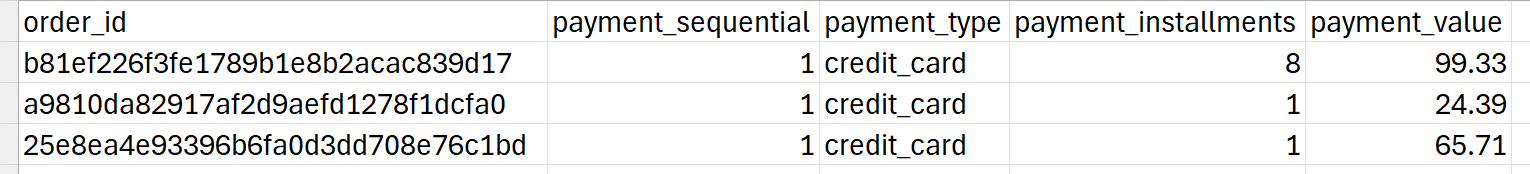 order_id payment_sequential payment_type payment_installments payment_value
b81ef226f3fe1789b1e8b2acac839d17 1 credit_card 8 99.33
a9810da82917af2d9aefd1278f1dcfa0 1 credit_card 1 24.39
25e8ea4e93396b6fa0d3dd708e76c1bd 1 credit_card 1 65.71